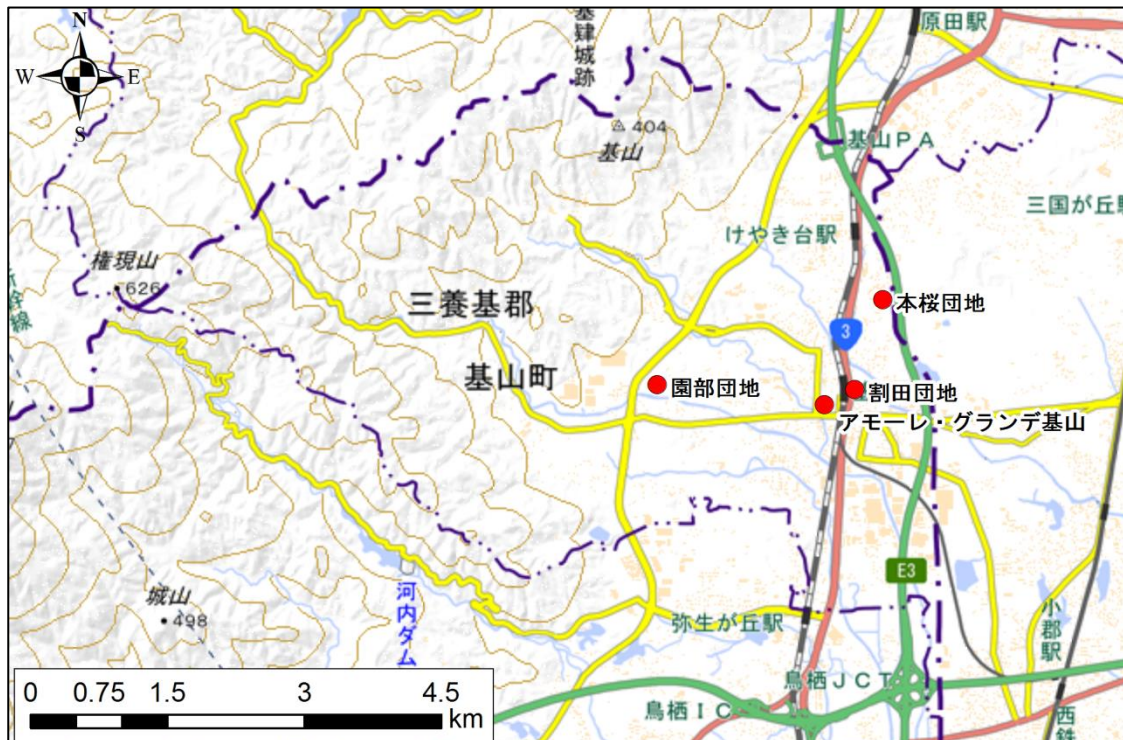 N
W
E
S
基肄城跡
原田駅
404
基山
基山PA
三国が丘駅
けやき台駅
権現山
626
新幹線
三養基郡
基山町
3
本桜団地
園部団地
割田団地
アモーレ・グランデ基山
E3
城山
498
河内ダム
弥生が丘駅
小郡駅
鳥栖JCT
鳥栖IC
西鉄
0 0.75 1.5 3 4.5
km